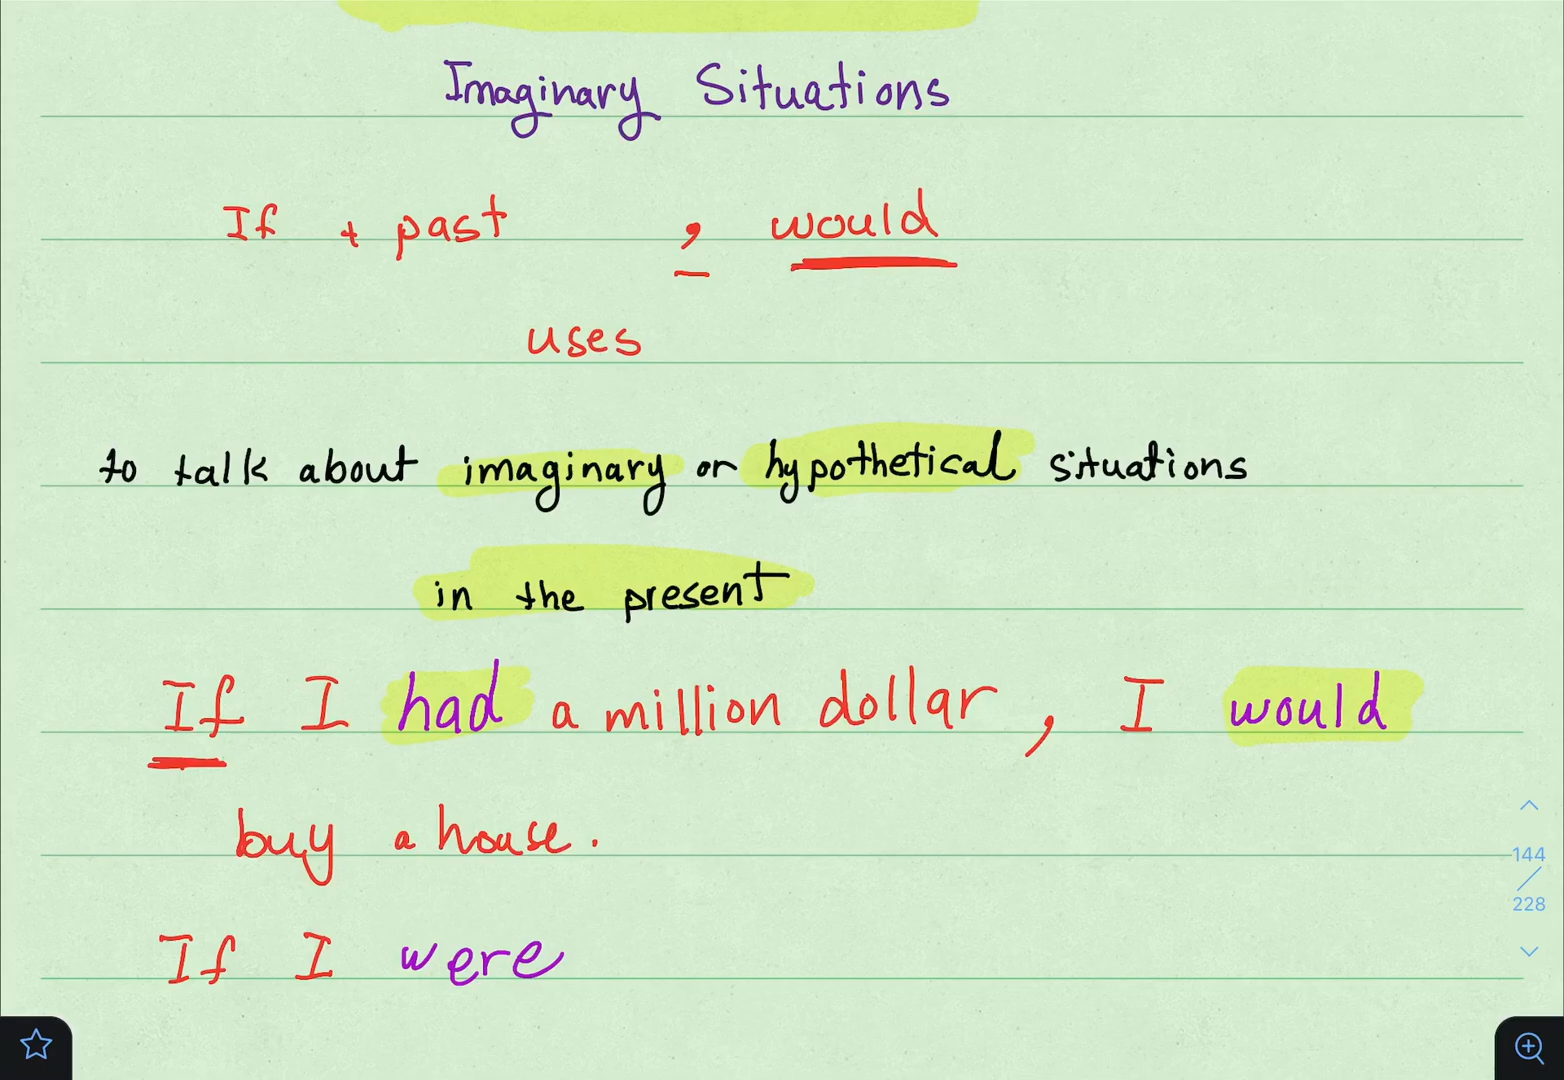 Imaginary Situations
If + past , would
uses
to talk about imaginary or hypothetical situations
in the present
If I had a million dollar, I would
buy a house.
If I were
144
/
228